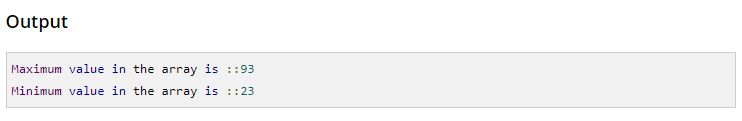 Output
Maximum value in the array is ::93
Minimum value in the array is ::23